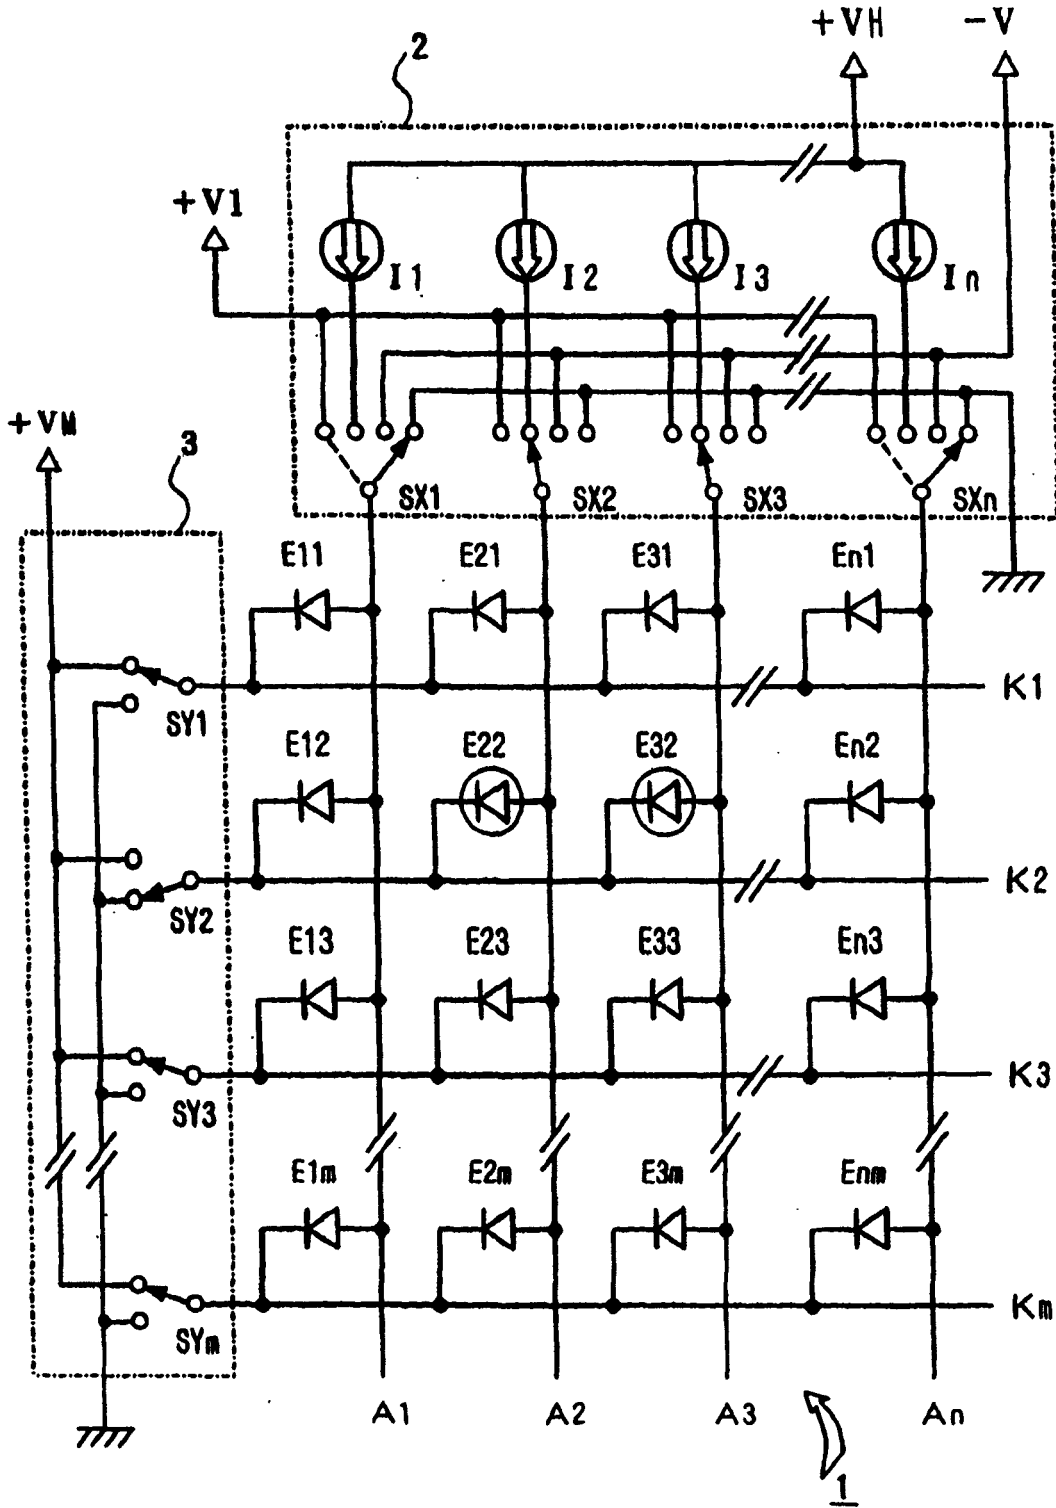 +VH -V
2
+V1
I1 I2 I3 In
+VM
3
SX1 SX2 SX3 SXn
E11 E21 E31 En1
K1
SY1
E12 E22 E32 En2
K2
SY2
E13 E23 E33 En3
K3
SY3
E1m E2m E3m Enm
Km
SYm
A1 A2 A3 An
1